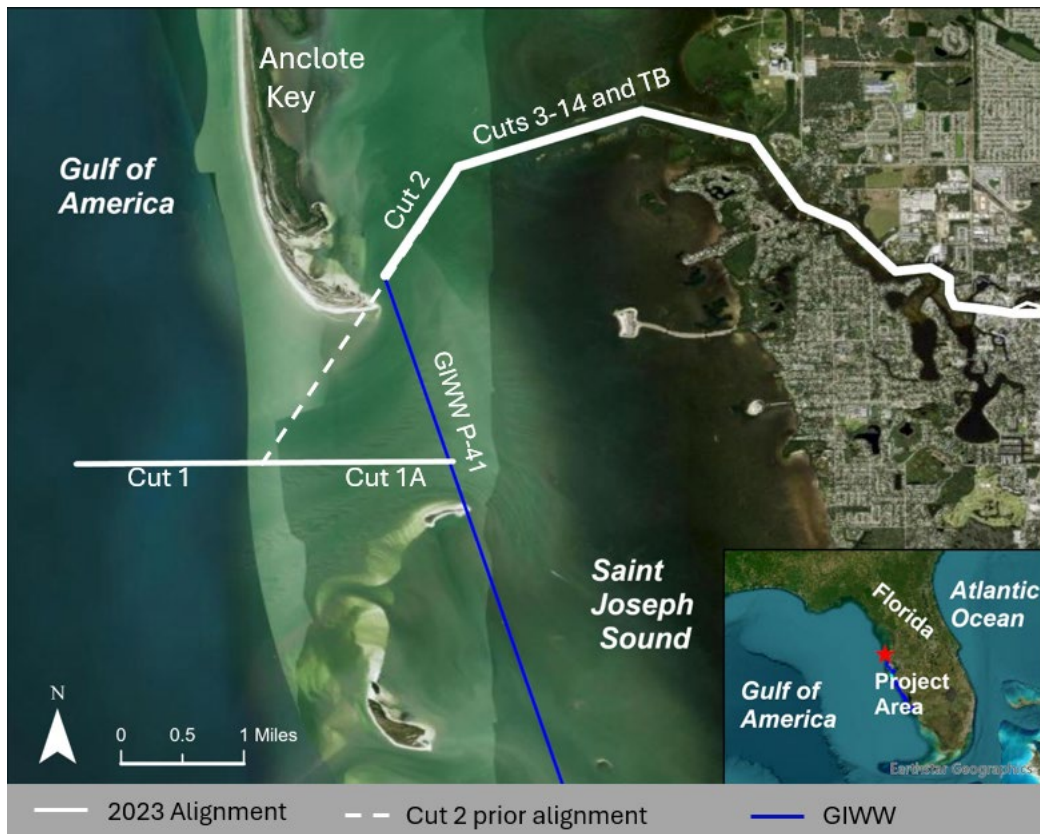 Anclote
Key
Cuts 3-14 and TB
Gulf of
America
Cut 2
GIWW P-41
Cut 1
Cut 1A
Saint
Joseph
Sound
N
0 0.5 1 Miles
Florida
Atlantic
Ocean
Project
Area
Gulf of
America
Earthstar Geographics
2023 Alignment
Cut 2 prior alignment
GIWW